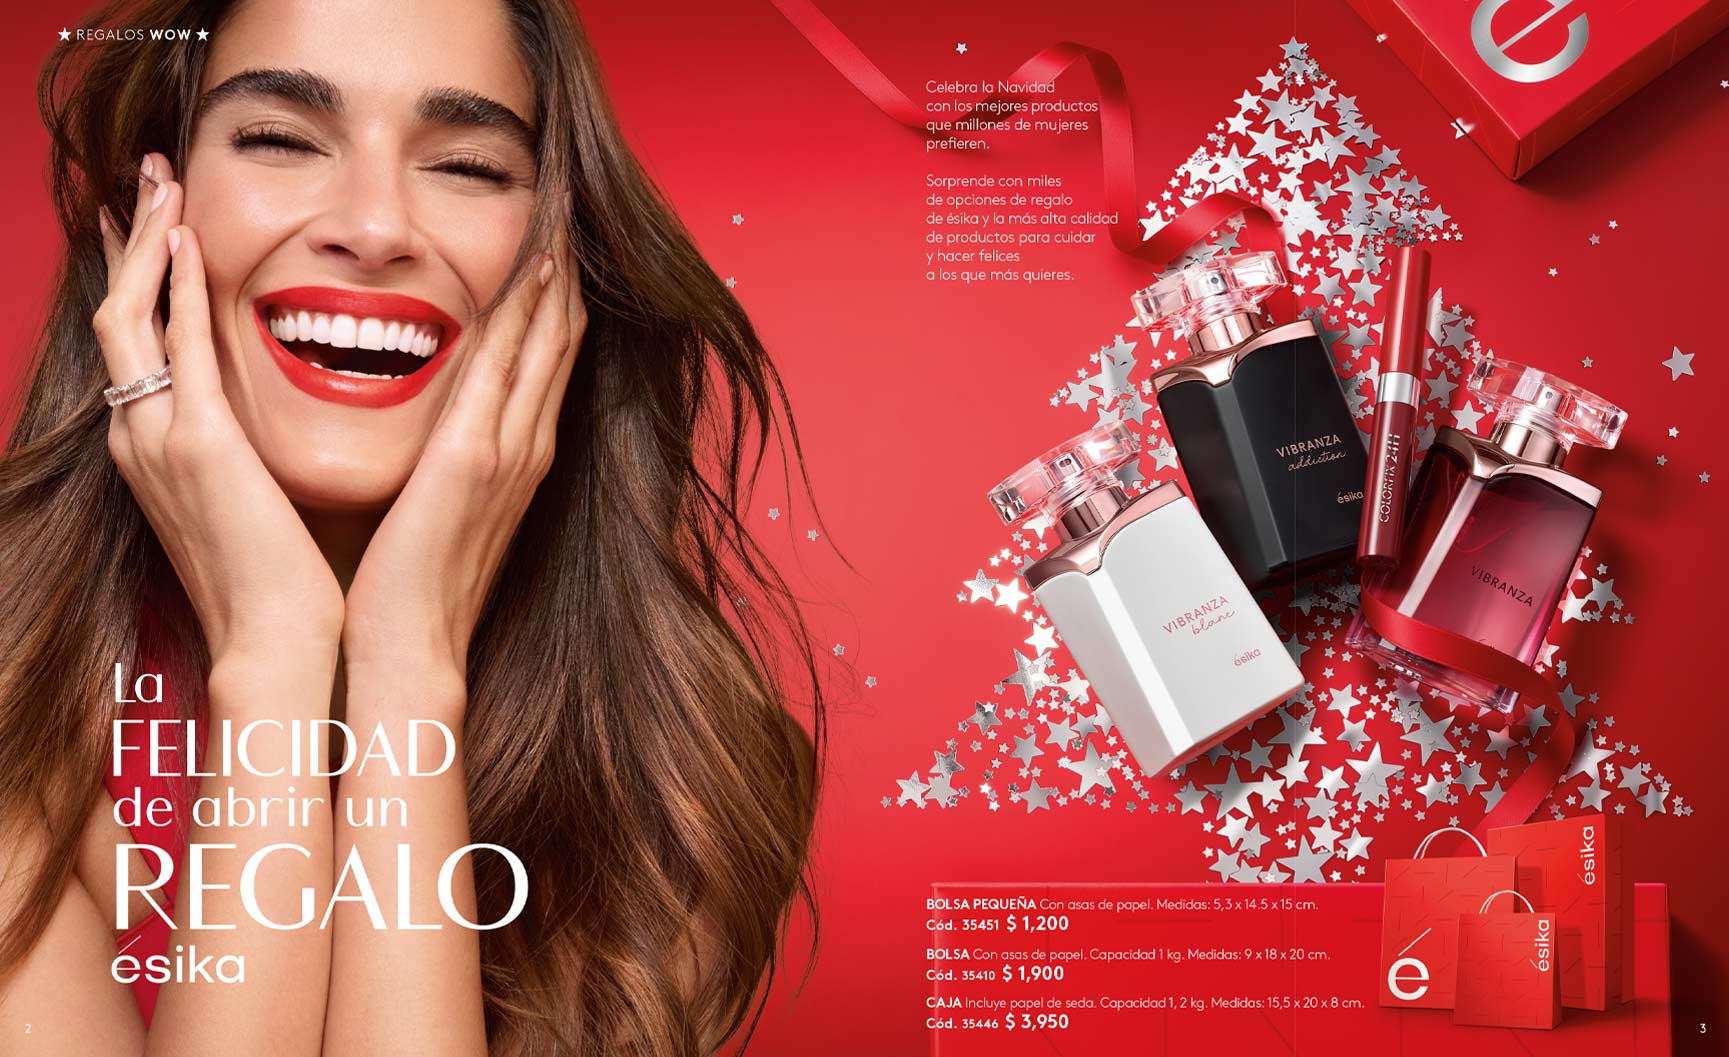 REGALOS WOW
La
FELICIDAD
de abrir un
REGALO
ésika
2
Celebra la Navidad
con los mejores productos
que millones de mujeres
prefieren.
Sorprende con miles
de opciones de regalo
de ésika y la más alta calidad
de productos para cuidar
y hacer felices
a los que más quieres.
é
VIBRANZA
addiction
ésika
COLORFIX 24H
VIBRANZA
VIBRANZA
blanc
ésika
BOLSA PEQUEÑA Con asas de papel. Medidas: 5,3 x 14.5 x 15 cm.
Cód. 35451 $ 1,200
BOLSA Con asas de papel. Capacidad 1 kg. Medidas: 9 x 18 x 20 cm.
Cód. 35410 $ 1,900
CAJA Incluye papel de seda. Capacidad 1, 2 kg. Medidas: 15,5 x 20 x 8 cm.
Cód. 35446 $ 3,950
ésika
ésika
é
3